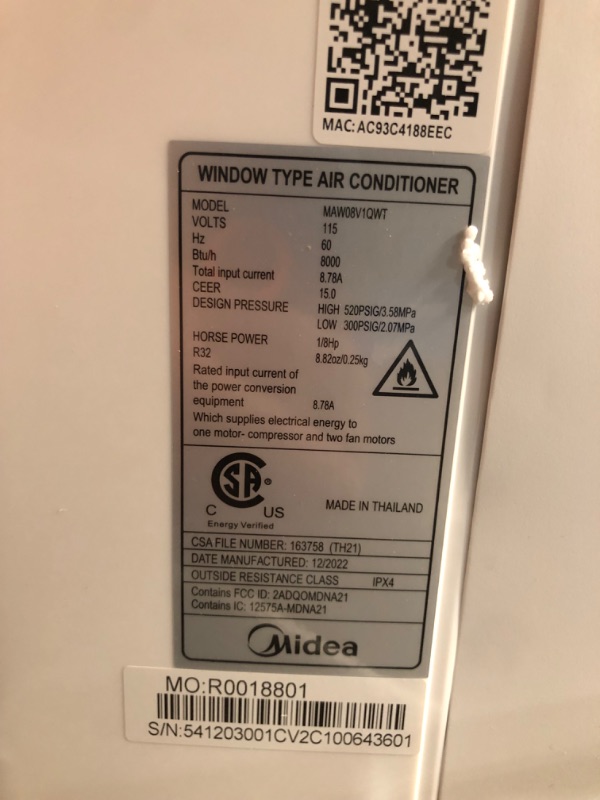 MAC: AC93C4188EEC
WINDOW TYPE AIR CONDITIONER
MODEL MAW08V1QWT
VOLTS 115
Hz 60
Btu/h 8000
Total input current 8.78A
CEER 15.0
DESIGN PRESSURE HIGH 520PSIG/3.58MPa
LOW 300PSIG/2.07MPa
HORSE POWER 1/8Hp
R32 8.82oz/0.25kg
Rated input current of
the power conversion
equipment 8.78A
Which supplies electrical energy to
one motor- compressor and two fan motors
CSA ®
C US
Energy Verified
MADE IN THAILAND
CSA FILE NUMBER: 163758 (TH21)
DATE MANUFACTURED: 12/2022
OUTSIDE RESISTANCE CLASS IPX4
Contains FCC ID: 2ADQOMDNA21
Contains IC: 12575A-MDNA21
Midea
MO:R0018801
S/N:541203001CV2C100643601